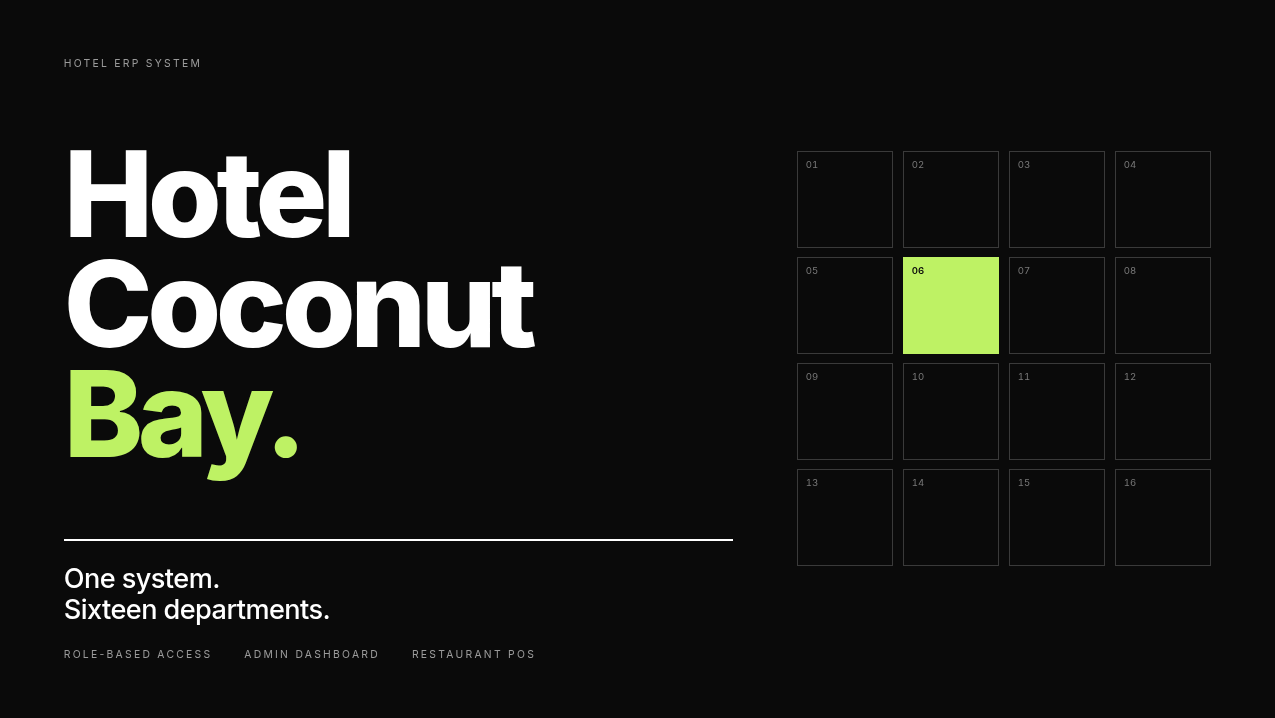 HOTEL ERP SYSTEM
Hotel
Coconut
Bay.
One system.
Sixteen departments.
ROLE-BASED ACCESS ADMIN DASHBOARD RESTAURANT POS
01 02 03 04
05 06 07 08
09 10 11 12
13 14 15 16